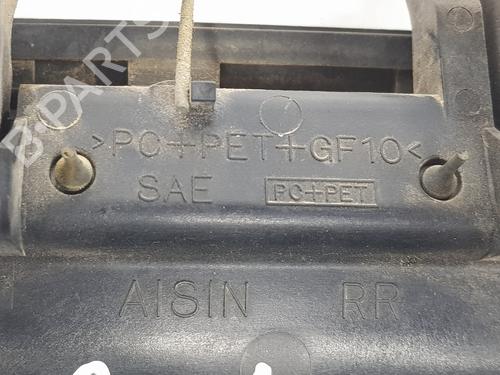 B-PARTS
>PC+PET+GF10<
SAE PC+PET
AISIN RR